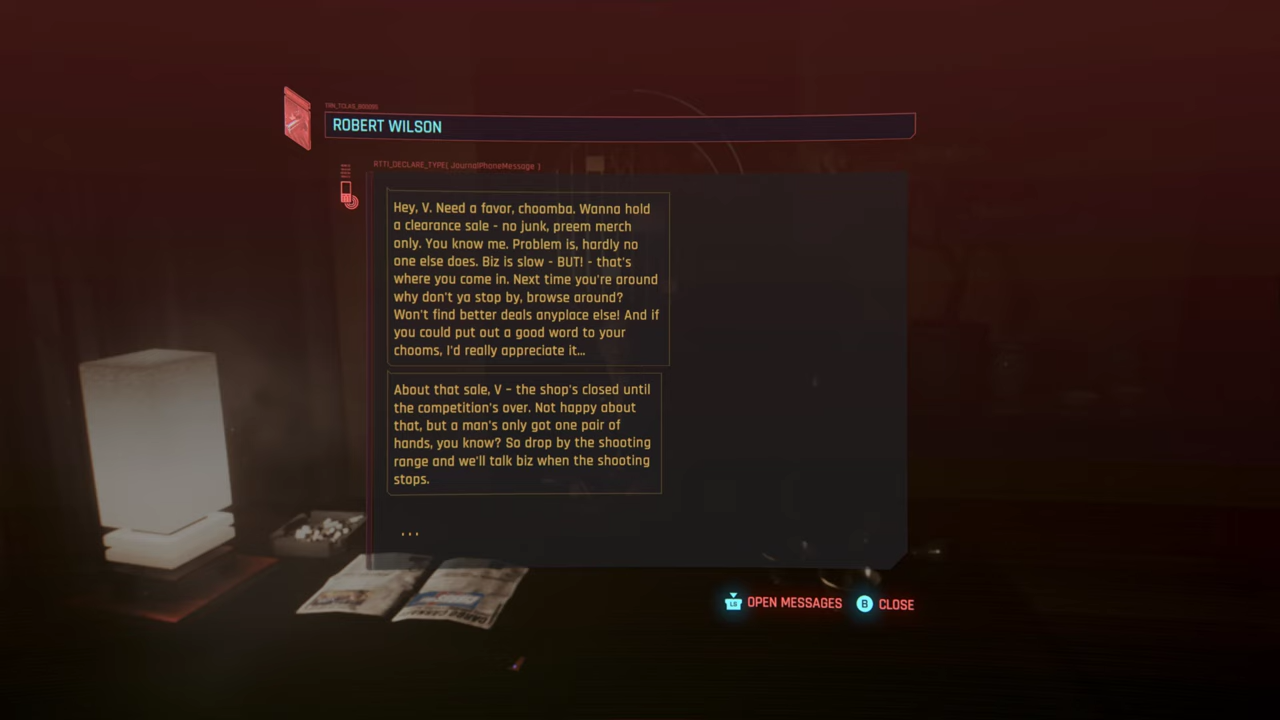 ROBERT WILSON
RTTI_DECLARE_TYPE( JournalPhoneMessage )
Hey, V. Need a favor, choomba. Wanna hold
a clearance sale - no junk, preem merch
only. You know me. Problem is, hardly no
one else does. Biz is slow - BUT! - that's
where you come in. Next time you're around
why don't ya stop by, browse around?
Won't find better deals anyplace else! And if
you could put out a good word to your
chooms, I'd really appreciate it...
About that sale, V – the shop's closed until
the competition's over. Not happy about
that, but a man's only got one pair of
hands, you know? So drop by the shooting
range and we'll talk biz when the shooting
stops.
...
LB OPEN MESSAGES B CLOSE